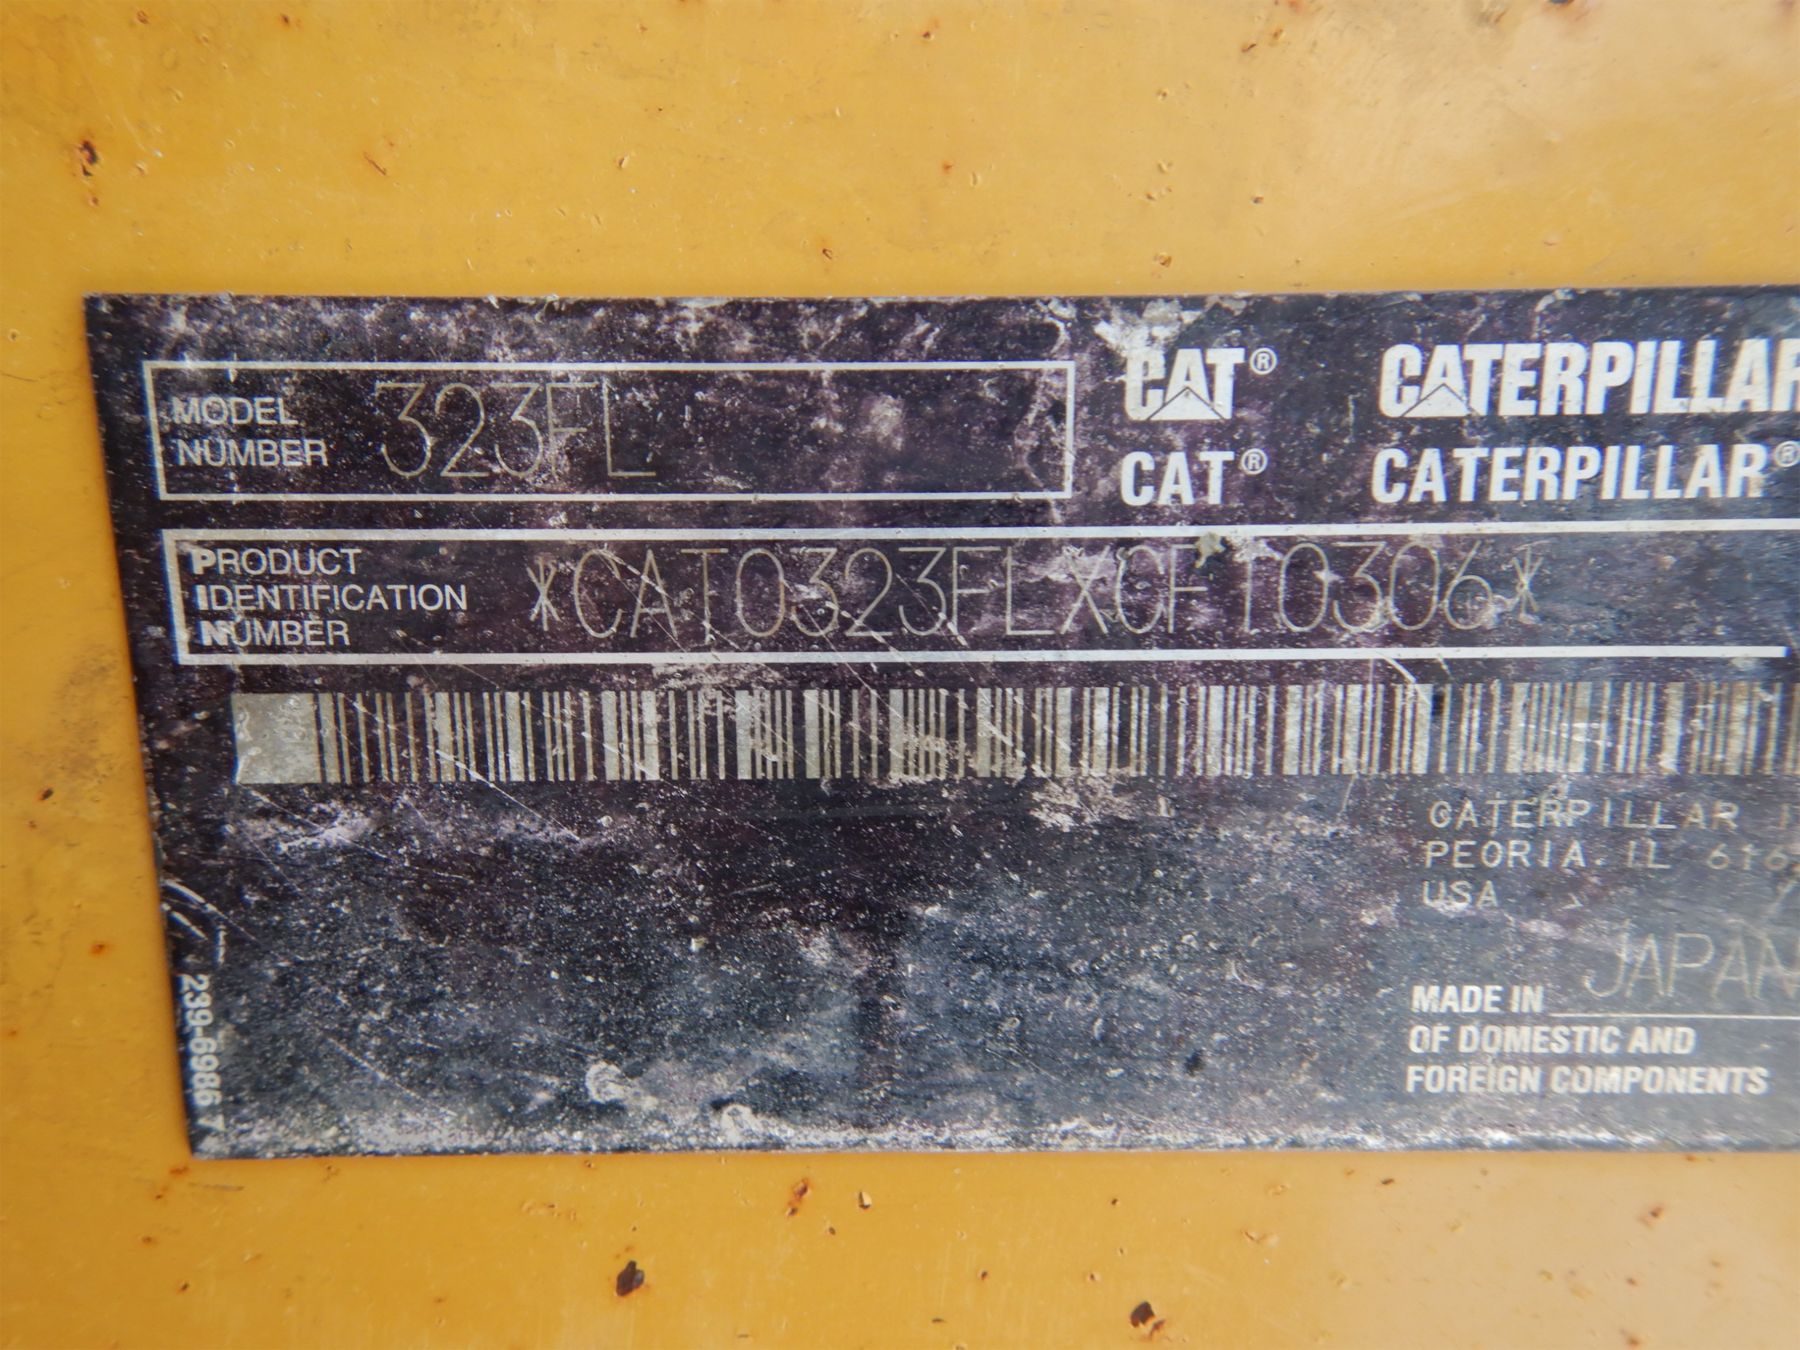 MODEL NUMBER 323FL
CAT® CATERPILLAR
CAT® CATERPILLAR®
PRODUCT IDENTIFICATION NUMBER *CAT0323FLXCF10306*
CATERPILLAR
PEORIA, IL
USA
MADE IN JAPAN
OF DOMESTIC AND
FOREIGN COMPONENTS
239-6986 7